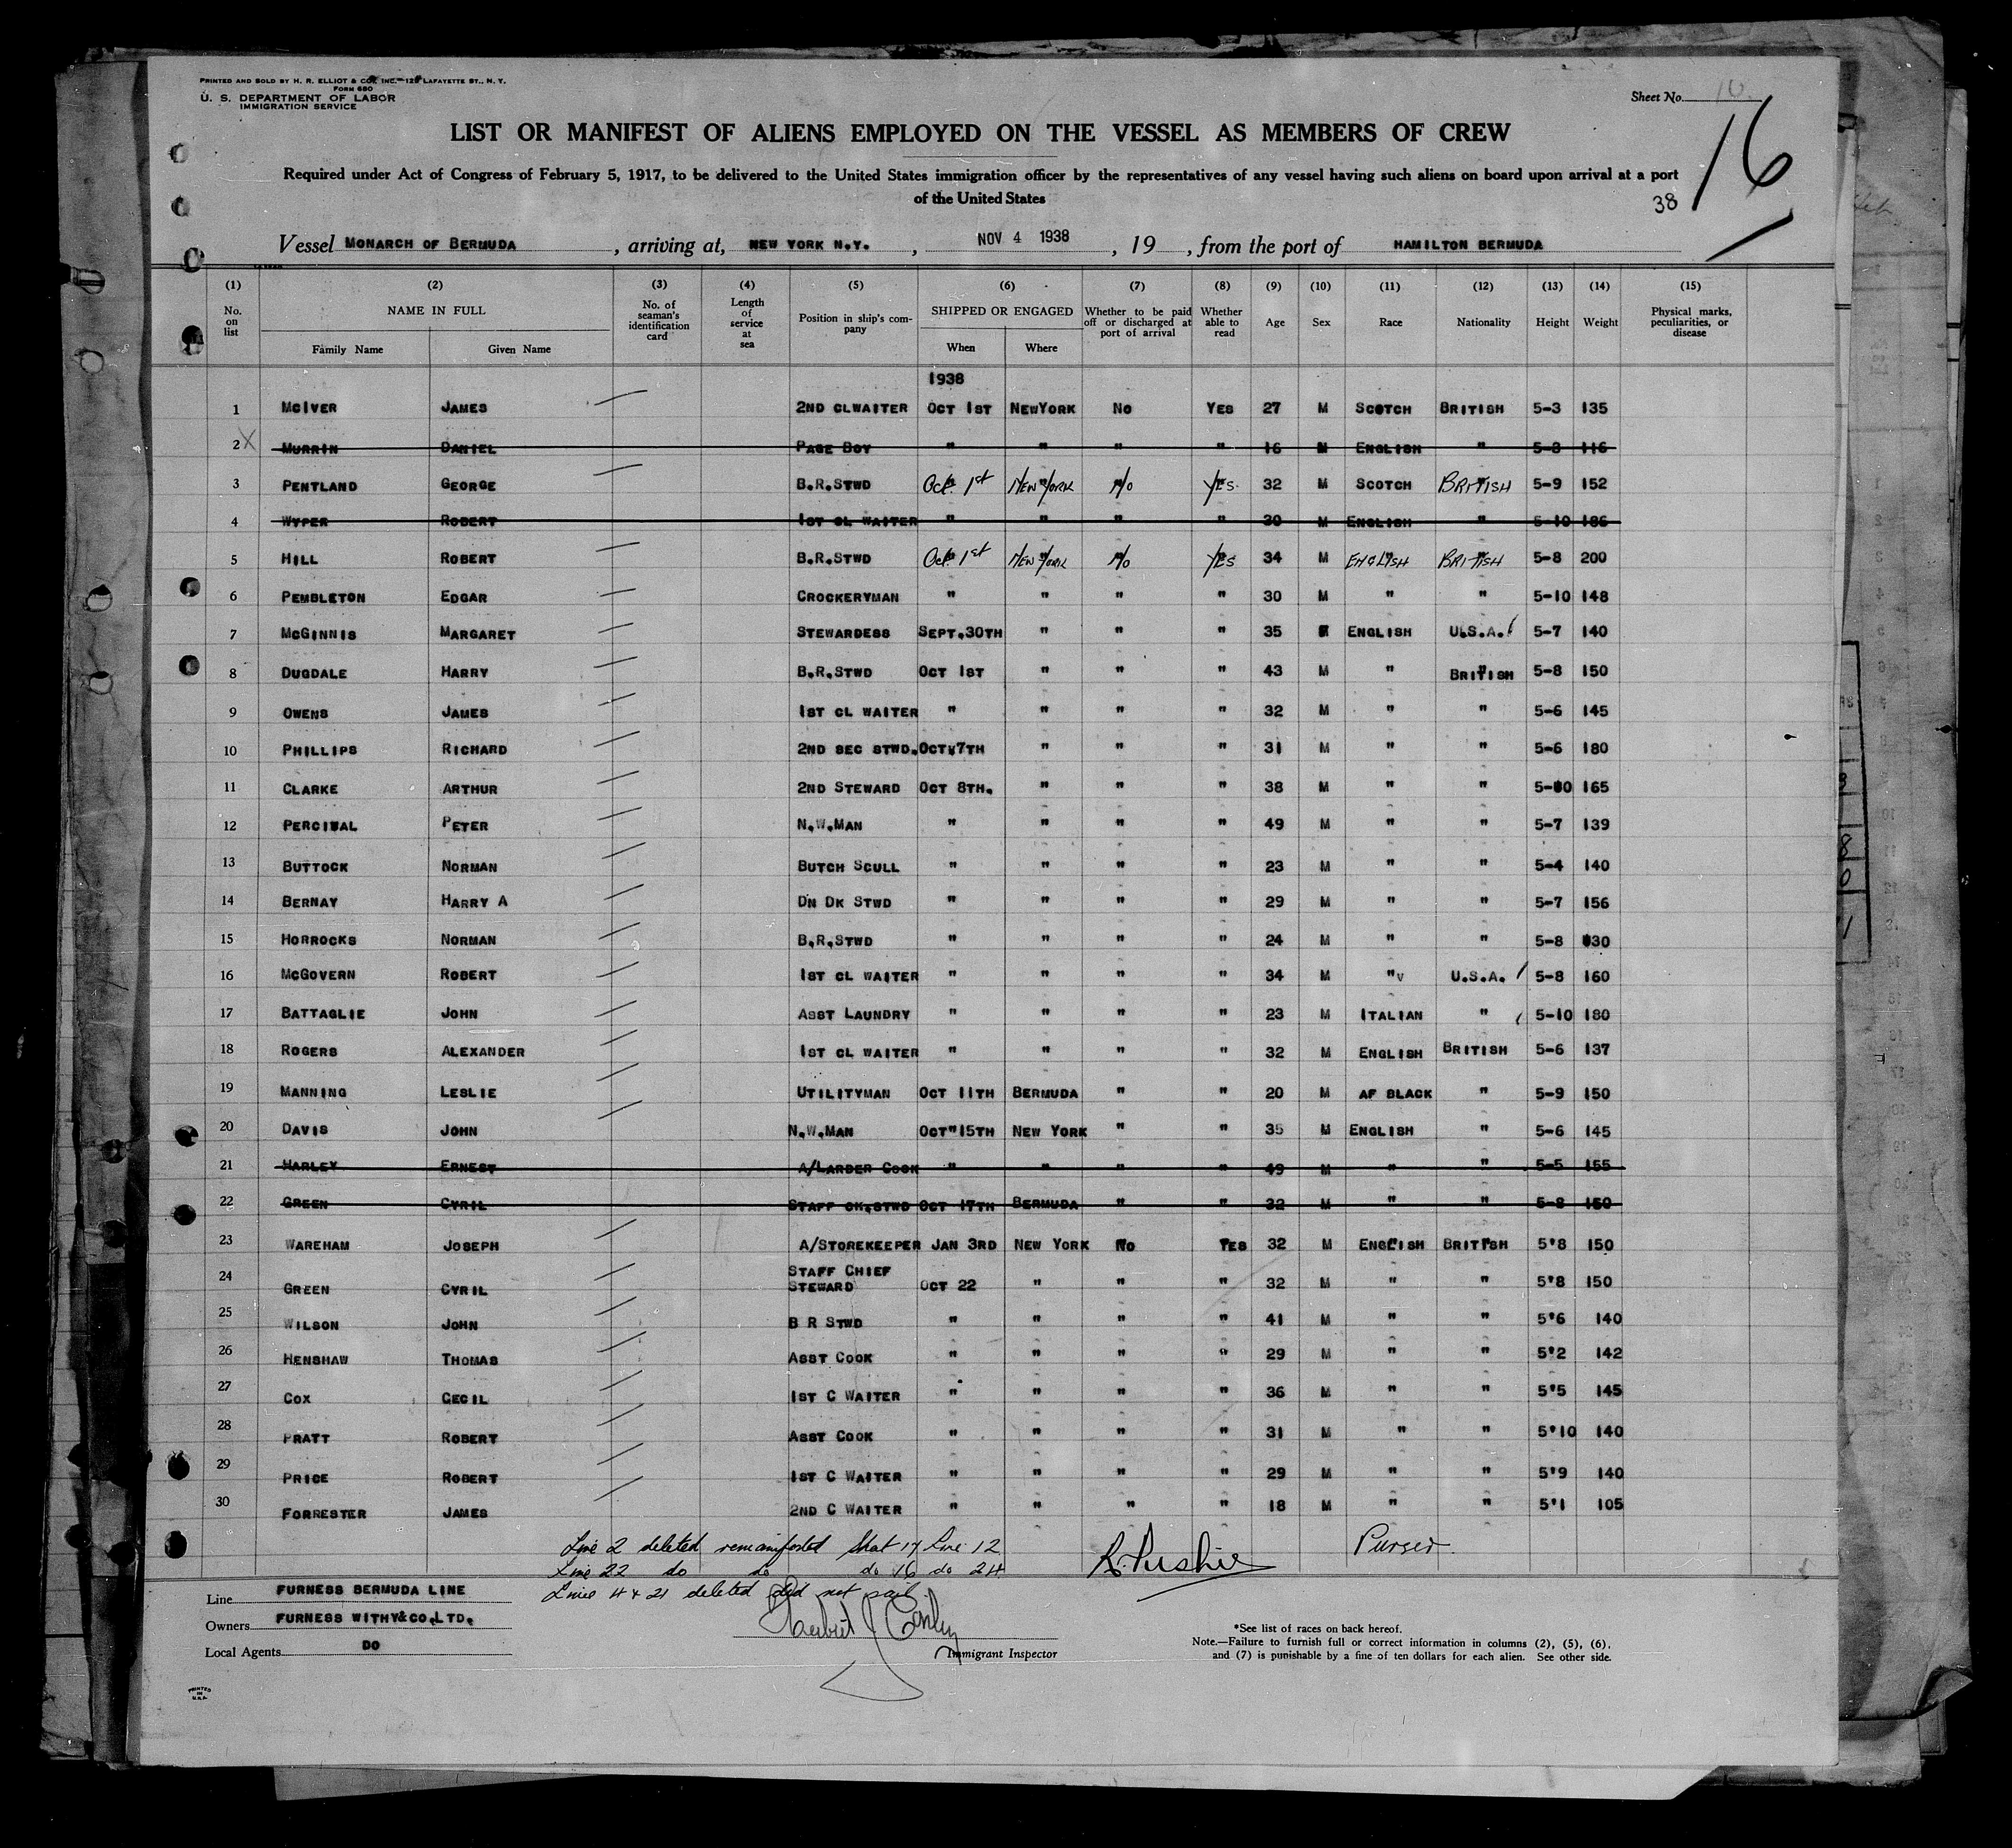 PRINTED AND SOLD BY H. R. ELLIOT & CO., INC. 129 LAFAYETTE ST., N. Y.
FORM 680
U. S. DEPARTMENT OF LABOR
IMMIGRATION SERVICE
Sheet No. 16
16
LIST OR MANIFEST OF ALIENS EMPLOYED ON THE VESSEL AS MEMBERS OF CREW
Required under Act of Congress of February 5, 1917, to be delivered to the United States immigration officer by the representatives of any vessel having such aliens on board upon arrival at a port
of the United States
38
Vessel MONARCH OF BERMUDA, arriving at, NEW YORK N.Y., NOV 4 1938, 19 , from the port of HAMILTON BERMUDA
(1) (2) (3) (4) (5) (6) (7) (8) (9) (10) (11) (12) (13) (14) (15)
No. on list NAME IN FULL Family Name Given Name No. of seaman's identification card Length of service at sea Position in ship's company SHIPPED OR ENGAGED When Where Whether to be paid off or discharged at port of arrival Whether able to read Age Sex Race Nationality Height Weight Physical marks, peculiarities, or disease
1938
1 MCIVER JAMES 2ND CLWAITER OCT 1ST NEWYORK NO YES 27 M SCOTCH BRITISH 5-3 135
2 X MURRIN DANIEL PAGE BOY " " " " 16 M ENGLISH " 5-8 116
3 PENTLAND GEORGE B.R.STWD Oct. 1st NEW YORK No YES 32 M SCOTCH BRITISH 5-9 152
4 WYPER ROBERT 1ST CL WAITER " " " " 30 M ENGLISH " 5-10 186
5 HILL ROBERT B.R.STWD Oct. 1st NEW YORK No YES 34 M ENGLISH BRITISH 5-8 200
6 PEMBLETON EDGAR CROCKERYMAN " " " " 30 M " " 5-10 148
7 MCGINNIS MARGARET STEWARDESS SEPT.30TH " " " 35 F ENGLISH U.S.A. 5-7 140
8 DUGDALE HARRY B.R.STWD OCT 1ST " " " 43 M " BRITISH 5-8 150
9 OWENS JAMES 1ST CL WAITER " " " " 32 M " " 5-6 145
10 PHILLIPS RICHARD 2ND SEC STWD. OCT.7TH " " " 31 M " " 5-6 180
11 CLARKE ARTHUR 2ND STEWARD OCT 8TH. " " " 38 M " " 5-10 165
12 PERCIVAL PETER N.W.MAN " " " " 49 M " " 5-7 139
13 BUTTOCK NORMAN BUTCH SCULL " " " " 23 M " " 5-4 140
14 BERNAY HARRY A DN DK STWD " " " " 29 M " " 5-7 156
15 HORROCKS NORMAN B.R.STWD " " " " 24 M " " 5-8 130
16 MCGOVERN ROBERT 1ST CL WAITER " " " " 34 M "v U.S.A. 5-8 160
17 BATTAGLIE JOHN ASST LAUNDRY " " " " 23 M ITALIAN " 5-10 180
18 ROGERS ALEXANDER 1ST CL WAITER " " " " 32 M ENGLISH BRITISH 5-6 137
19 MANNING LESLIE UTILITYMAN OCT 11TH BERMUDA " " 20 M AF BLACK " 5-9 150
20 DAVIS JOHN N.W.MAN OCT"15TH NEW YORK " " 35 M ENGLISH " 5-6 145
21 HARLEY ERNEST A/LARDER COOK " " " " 49 M " " 5-5 155
22 GREEN CYRIL STAFF CH.STWD OCT 17TH BERMUDA " " 32 M " " 5-8 150
23 WAREHAM JOSEPH A/STOREKEEPER JAN 3RD NEW YORK NO YES 32 M ENGLISH BRITISH 5'8 150
24 GREEN CYRIL STAFF CHIEF STEWARD OCT 22 " " " 32 M " " 5'8 150
25 WILSON JOHN B R STWD " " " " 41 M " " 5'6 140
26 HENSHAW THOMAS ASST COOK " " " " 29 M " " 5'2 142
27 COX CECIL 1ST C WAITER " " " " 36 M " " 5'5 145
28 PRATT ROBERT ASST COOK " " " " 31 M " " 5'10 140
29 PRICE ROBERT 1ST C WAITER " " " " 29 M " " 5'9 140
30 FORRESTER JAMES 2ND C WAITER " " " " 18 M " " 5'1 105
Line 2 deleted remanifested Sheet 17 Line 12
Line 22 do do do 16 do 24
Lines 4 & 21 deleted did not sail
Purser.
Line FURNESS BERMUDA LINE
Owners FURNESS WITHY&CO.LTD.
Local Agents DO
Immigrant Inspector
*See list of races on back hereof.
Note.—Failure to furnish full or correct information in columns (2), (5), (6),
and (7) is punishable by a fine of ten dollars for each alien. See other side.
PRINTED
IN
U.S.A.